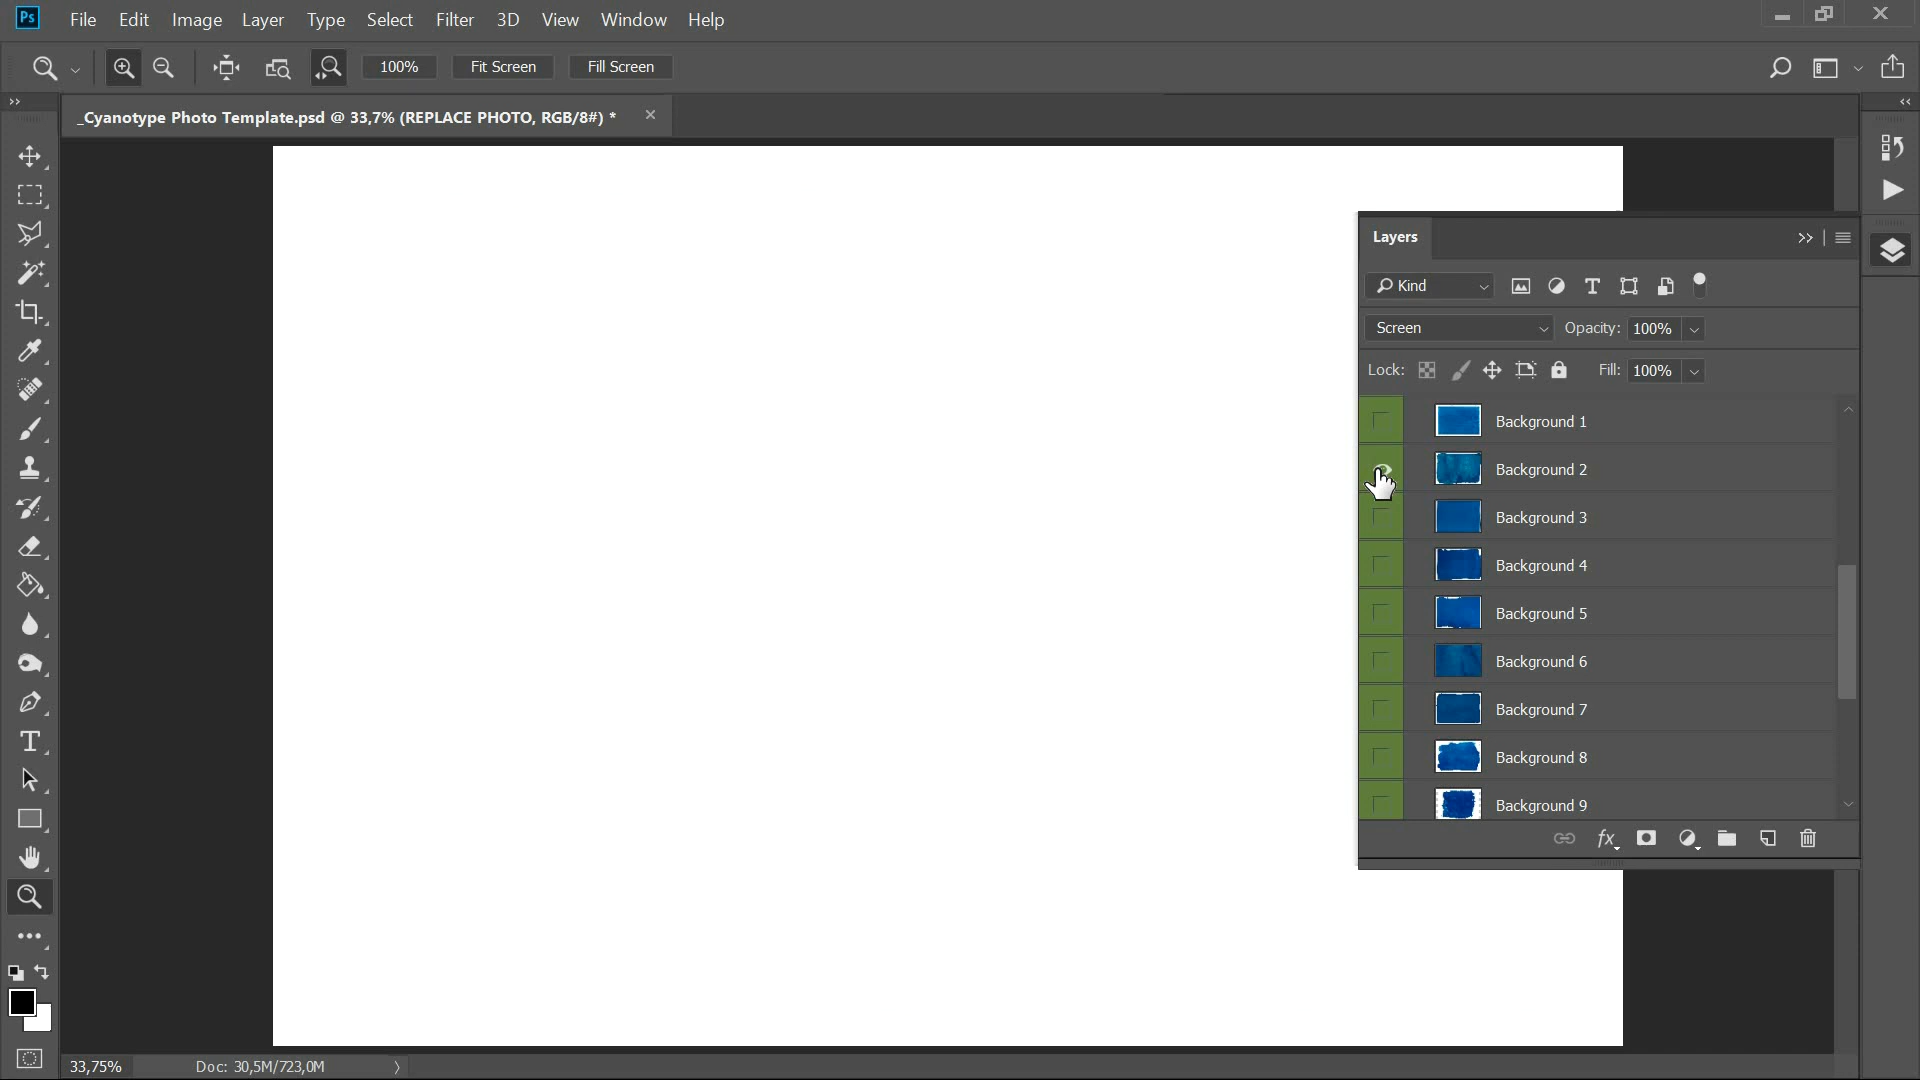 Ps File Edit Image Layer Type Select Filter 3D View Window Help
100% Fit Screen Fill Screen
_Cyanotype Photo Template.psd @ 33,7% (REPLACE PHOTO, RGB/8#) *
Layers
Kind
Screen Opacity: 100%
Lock: Fill: 100%
Background 1
Background 2
Background 3
Background 4
Background 5
Background 6
Background 7
Background 8
Background 9
fx
33,75% Doc: 30,5M/723,0M